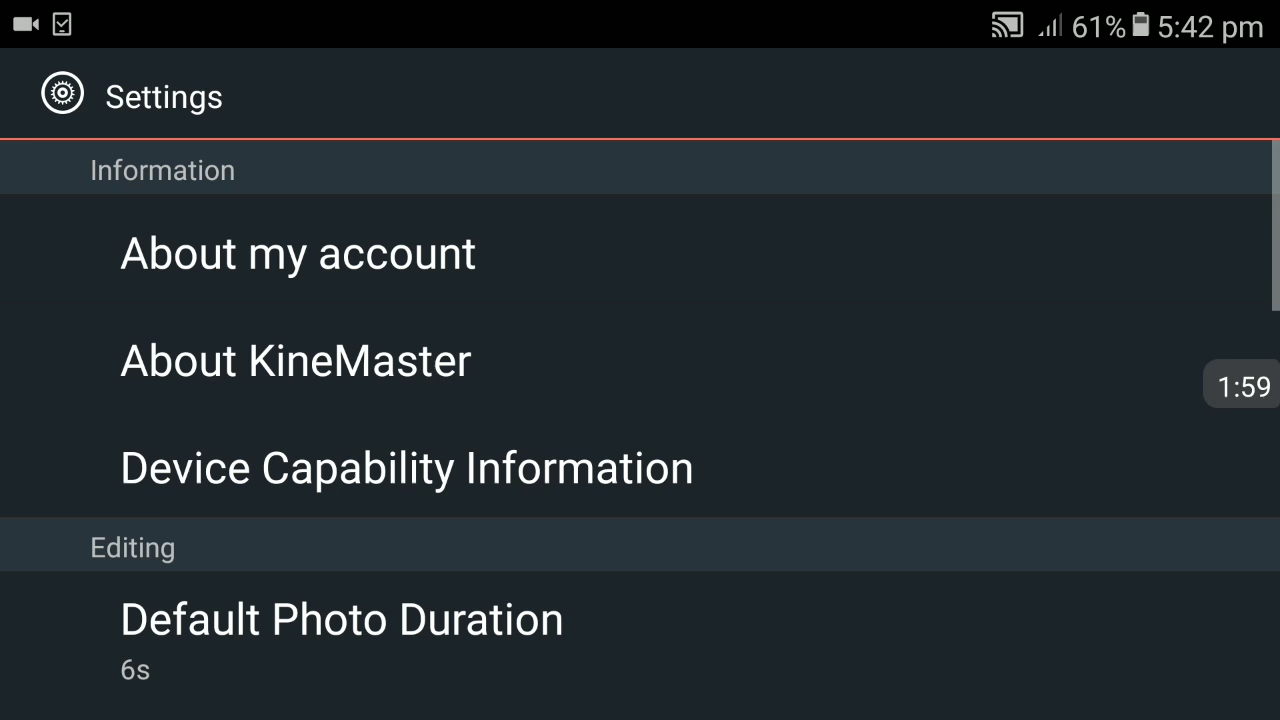 61% 5:42 pm
Settings
Information
About my account
About KineMaster
1:59
Device Capability Information
Editing
Default Photo Duration
6s